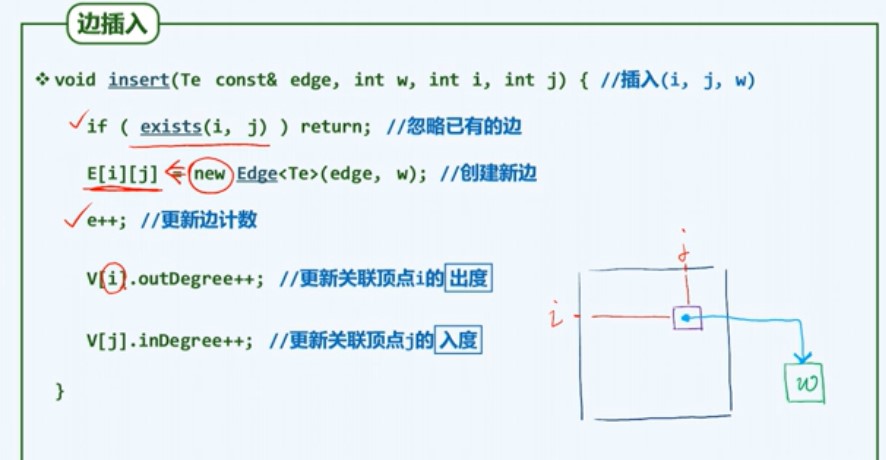 边插入
❖ void insert(Te const& edge, int w, int i, int j) { //插入(i, j, w)
if ( exists(i, j) ) return; //忽略已有的边
E[i][j] = new Edge<Te>(edge, w); //创建新边
e++; //更新边计数
V[i].outDegree++; //更新关联顶点i的出度
V[j].inDegree++; //更新关联顶点j的入度
}
j
i
w